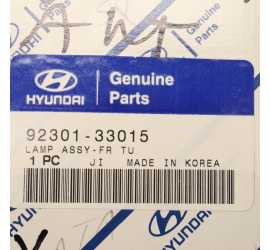 HYUNDAI
Genuine
Parts
92301-33015
LAMP ASSY-FR TU
1 PC JI MADE IN KOREA